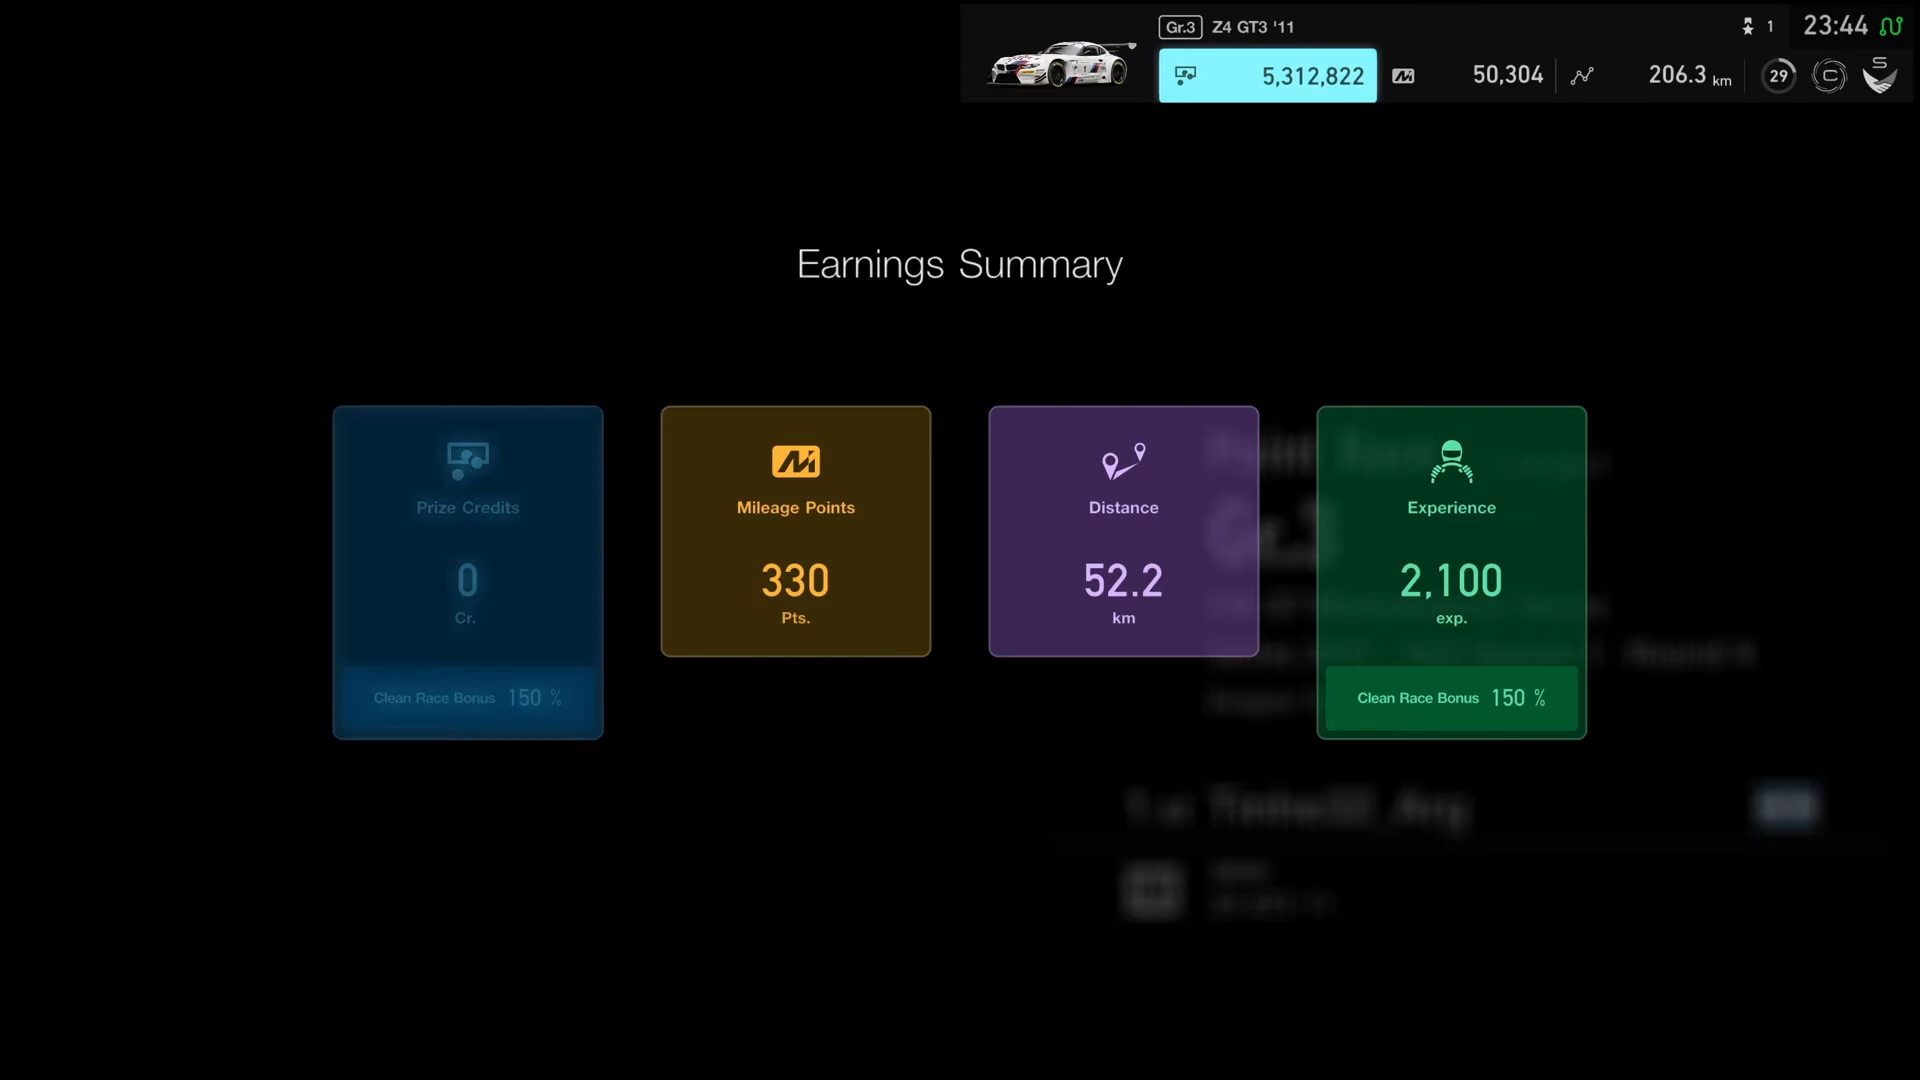 Gr.3 Z4 GT3 '11
1 23:44
5,312,822 50,304 206.3 km 29 C S
Earnings Summary
Prize Credits
0
Cr.
Clean Race Bonus 150 %
Mileage Points
330
Pts.
Distance
52.2
km
Experience
2,100
exp.
Clean Race Bonus 150 %
Gr.3